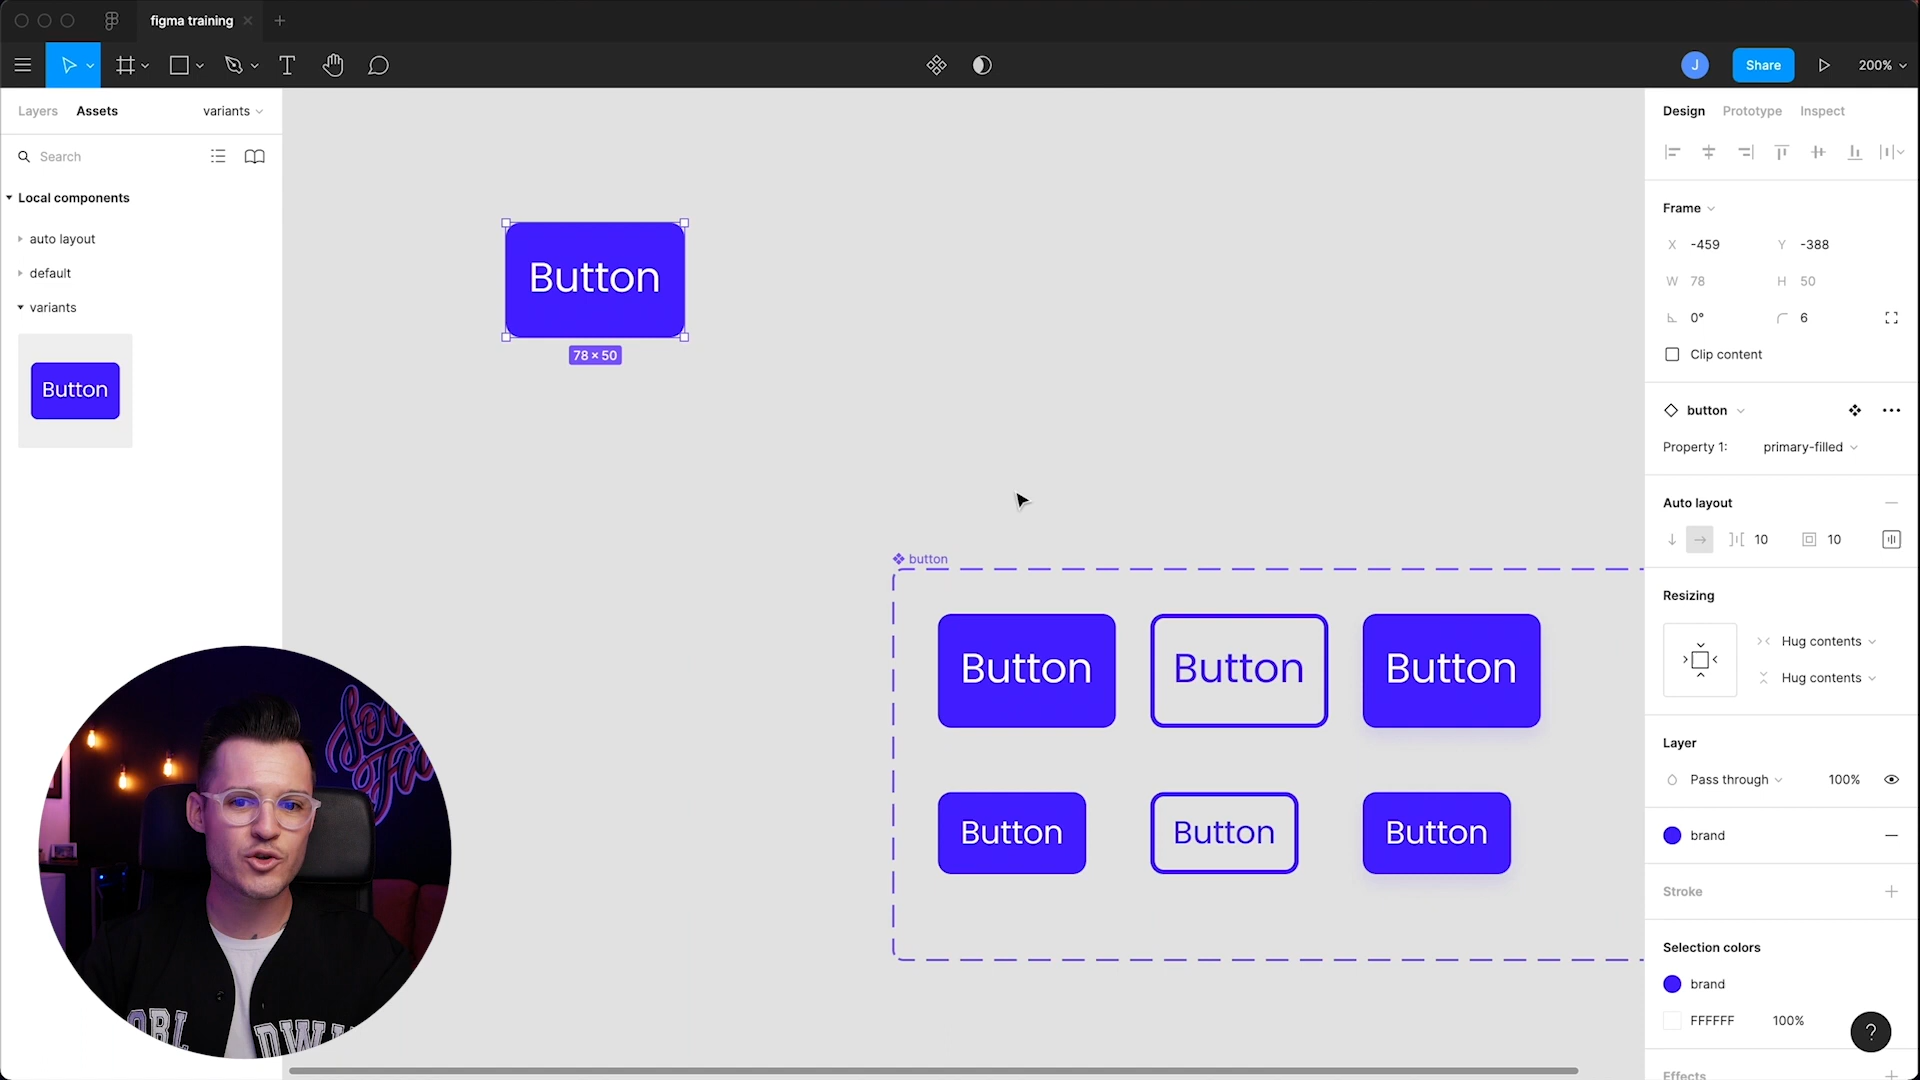 figma training
J
Share
200%
Layers
Assets
variants
Design
Prototype
Inspect
Search
Local components
auto layout
default
variants
Button
Button
78 × 50
button
Button
Button
Button
Button
Button
Button
Frame
X -459
Y -388
W 78
H 50
0°
6
Clip content
button
Property 1: primary-filled
Auto layout
10
10
Resizing
Hug contents
Hug contents
Layer
Pass through 100%
brand
Stroke
Selection colors
brand
FFFFFF 100%
Effects
?